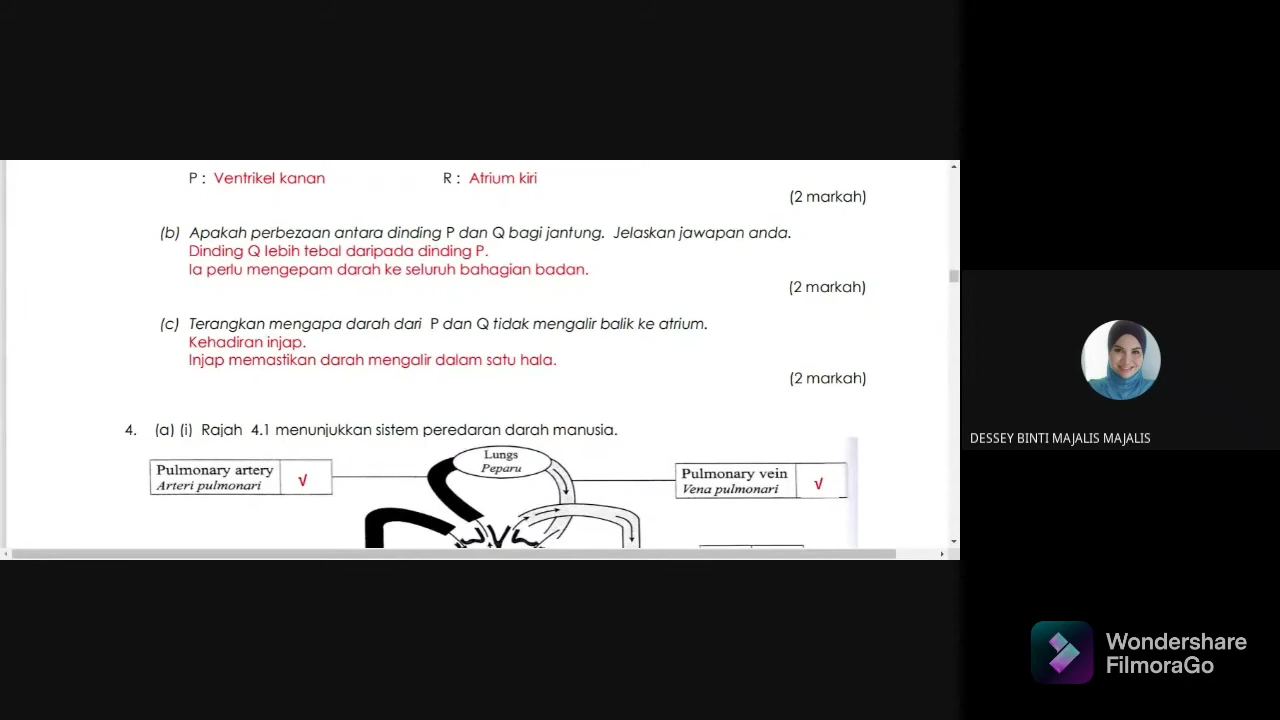 P : Ventrikel kanan R : Atrium kiri
(2 markah)
(b) Apakah perbezaan antara dinding P dan Q bagi jantung. Jelaskan jawapan anda.
Dinding Q lebih tebal daripada dinding P.
Ia perlu mengepam darah ke seluruh bahagian badan.
(2 markah)
(c) Terangkan mengapa darah dari P dan Q tidak mengalir balik ke atrium.
Kehadiran injap.
Injap memastikan darah mengalir dalam satu hala.
(2 markah)
4. (a) (i) Rajah 4.1 menunjukkan sistem peredaran darah manusia.
Pulmonary artery
Arteri pulmonari
√
Lungs
Peparu
Pulmonary vein
Vena pulmonari
√
DESSEY BINTI MAJALIS MAJALIS
Wondershare
FilmoraGo